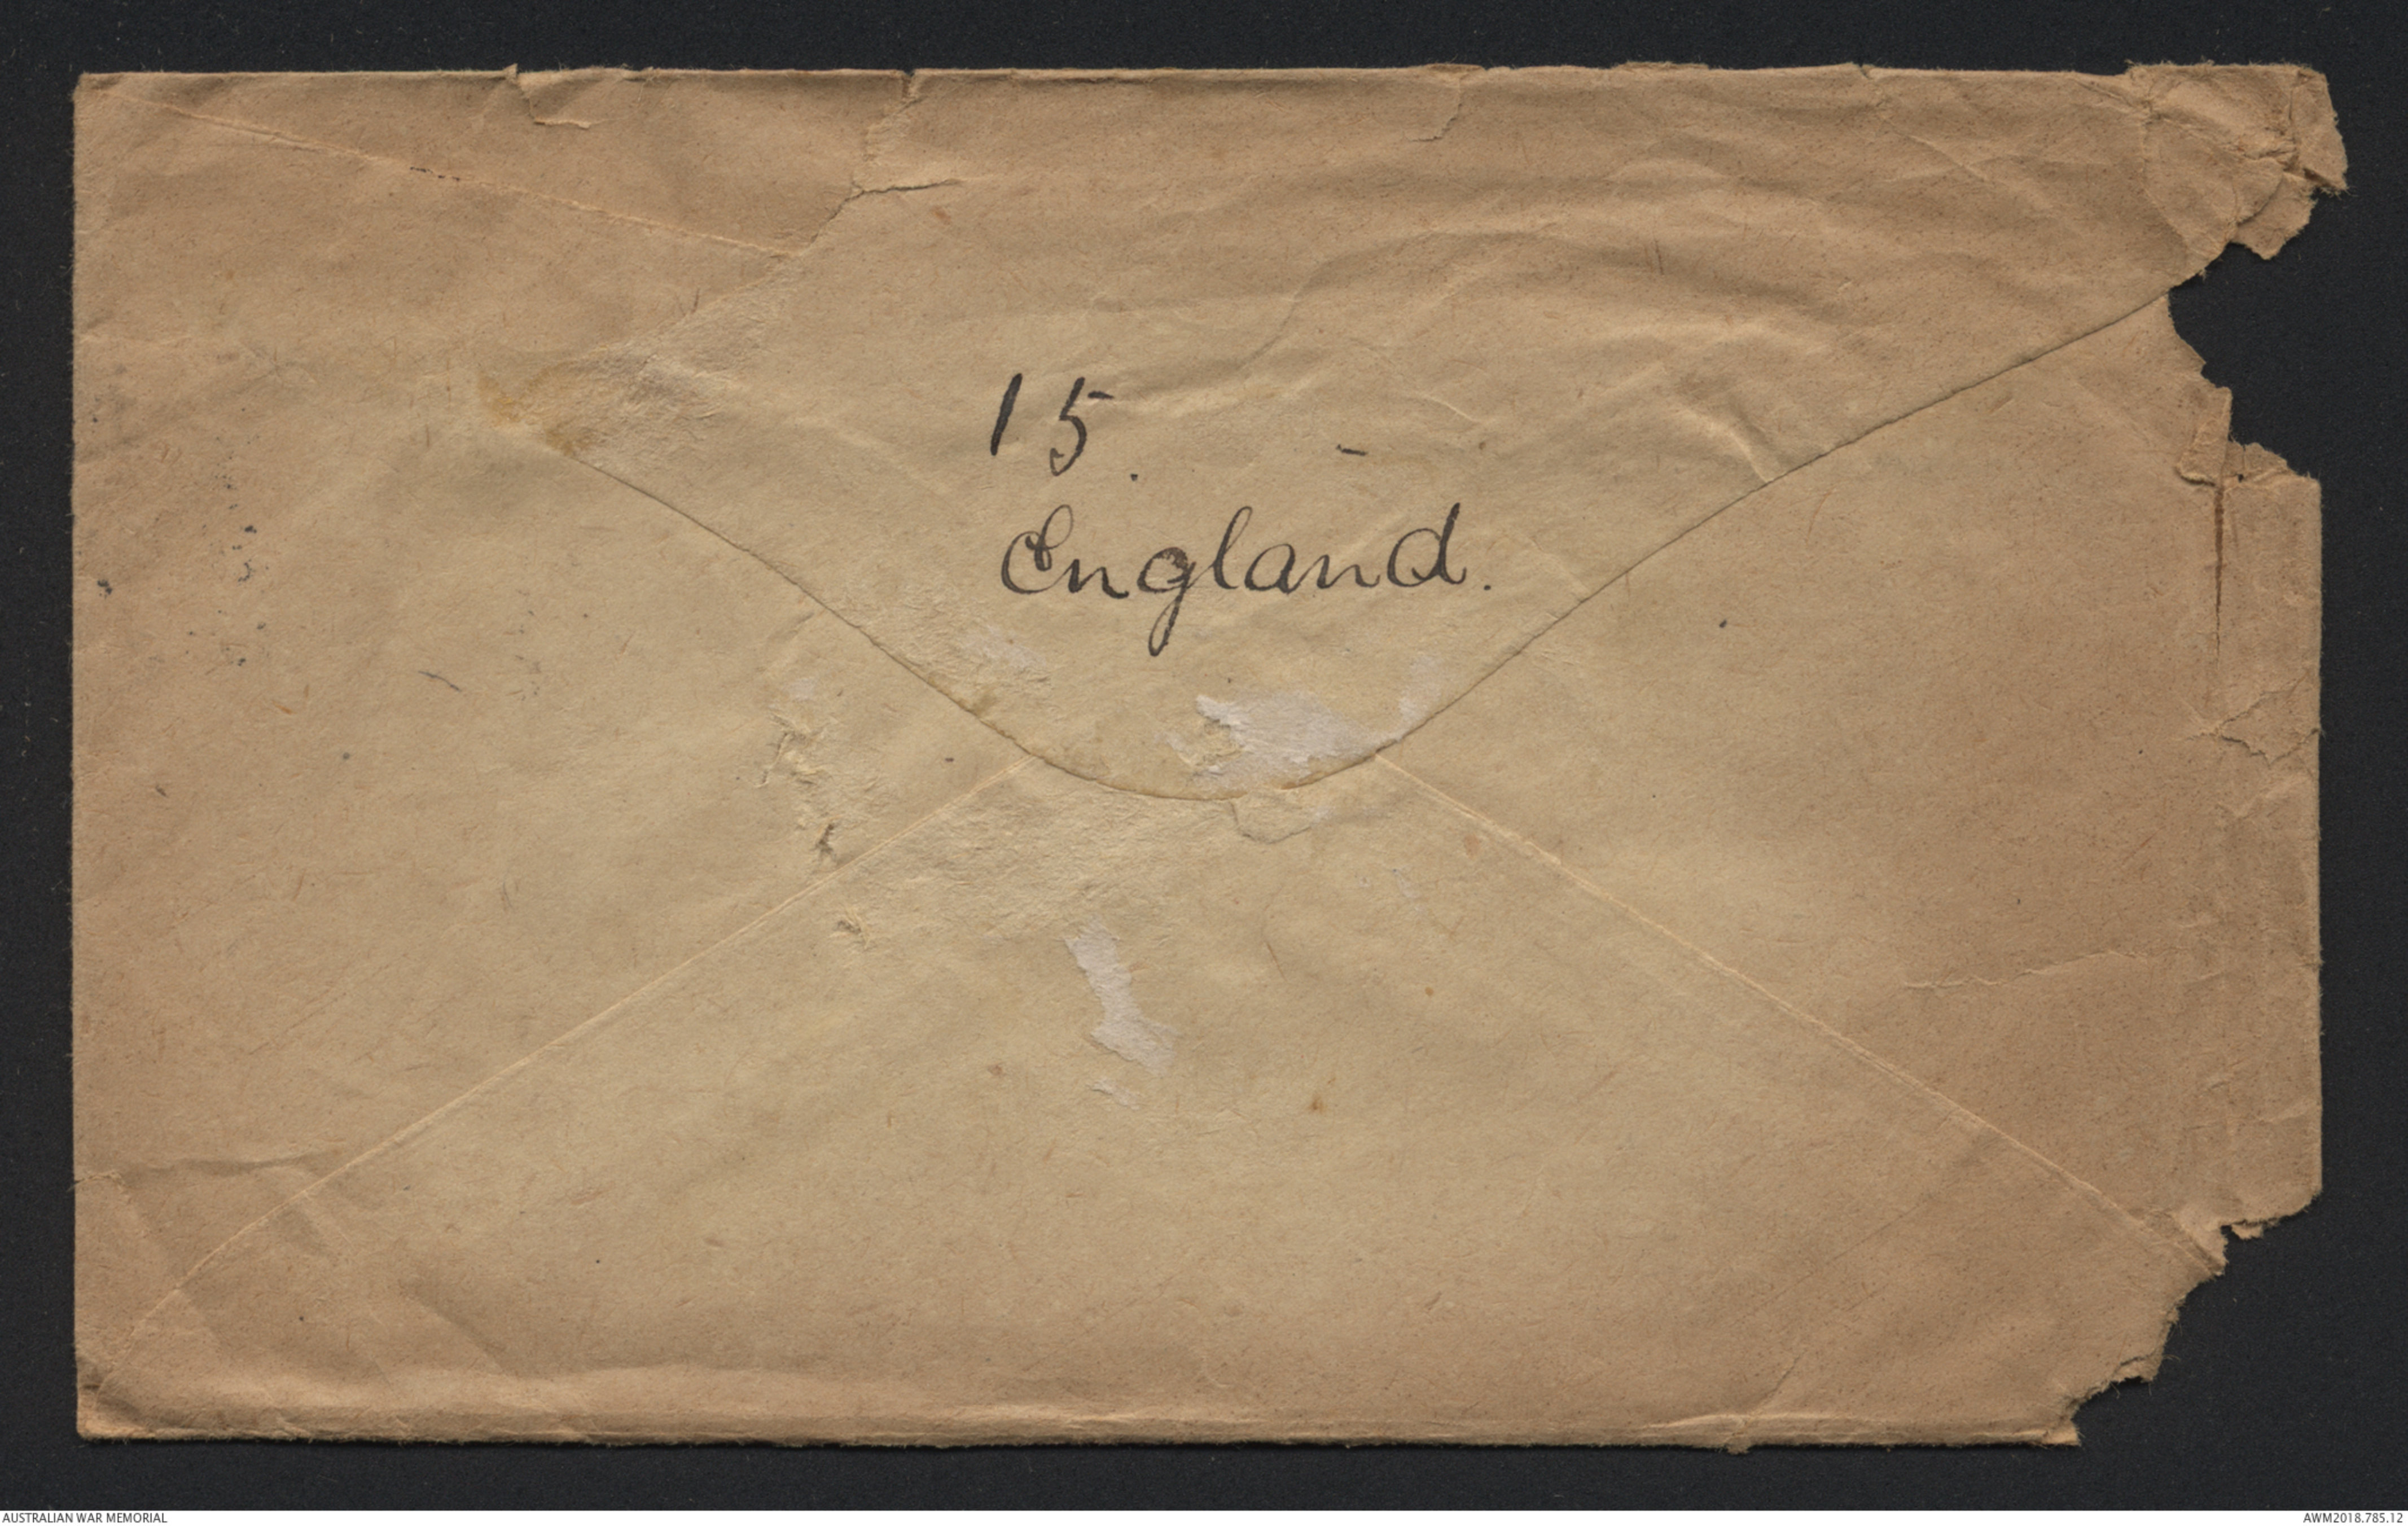 15.
England.
AUSTRALIAN WAR MEMORIAL
AWM2018.785.12